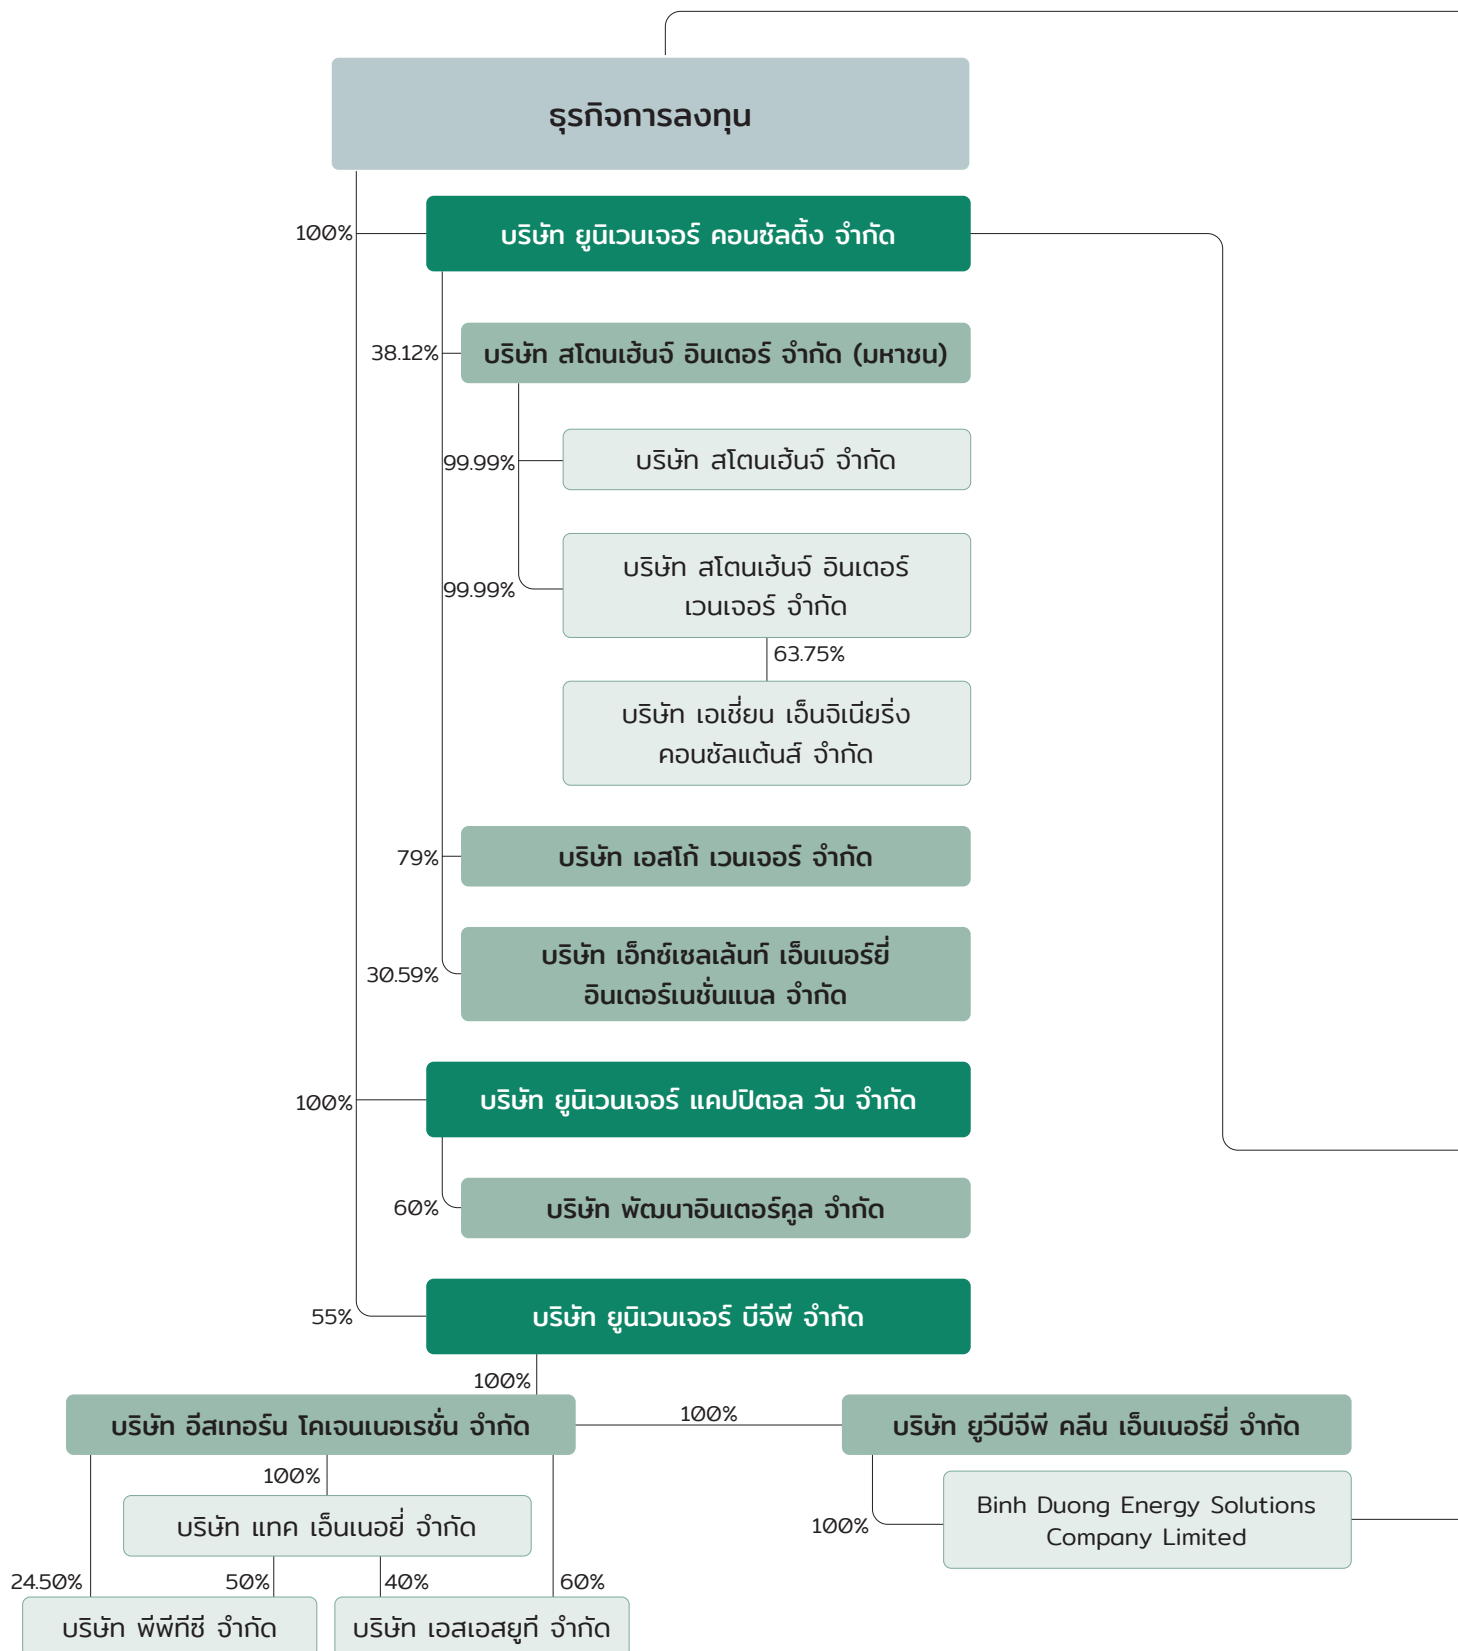 ธุรกิจการลงทุน
100%
บริษัท ยูนิเวนเจอร์ คอนซัลติ้ง จำกัด
38.12%
บริษัท สโตนเฮ้นจ์ อินเตอร์ จำกัด (มหาชน)
99.99%
บริษัท สโตนเฮ้นจ์ จำกัด
99.99%
บริษัท สโตนเฮ้นจ์ อินเตอร์
เวนเจอร์ จำกัด
63.75%
บริษัท เอเชี่ยน เอ็นจิเนียริ่ง
คอนซัลแต้นส์ จำกัด
79%
บริษัท เอสโก้ เวนเจอร์ จำกัด
30.59%
บริษัท เอ็กซ์เซลเล้นท์ เอ็นเนอร์ยี่
อินเตอร์เนชั่นแนล จำกัด
100%
บริษัท ยูนิเวนเจอร์ แคปปิตอล วัน จำกัด
60%
บริษัท พัฒนาอินเตอร์คูล จำกัด
55%
บริษัท ยูนิเวนเจอร์ บีจีพี จำกัด
100%
บริษัท อีสเทอร์น โคเจนเนอเรชั่น จำกัด
100%
บริษัท ยูวีบีจีพี คลีน เอ็นเนอร์ยี่ จำกัด
100%
บริษัท แทค เอ็นเนอยี่ จำกัด
100%
Binh Duong Energy Solutions
Company Limited
24.50%
50%
40%
60%
บริษัท พีพีทีซี จำกัด
บริษัท เอสเอสยูที จำกัด